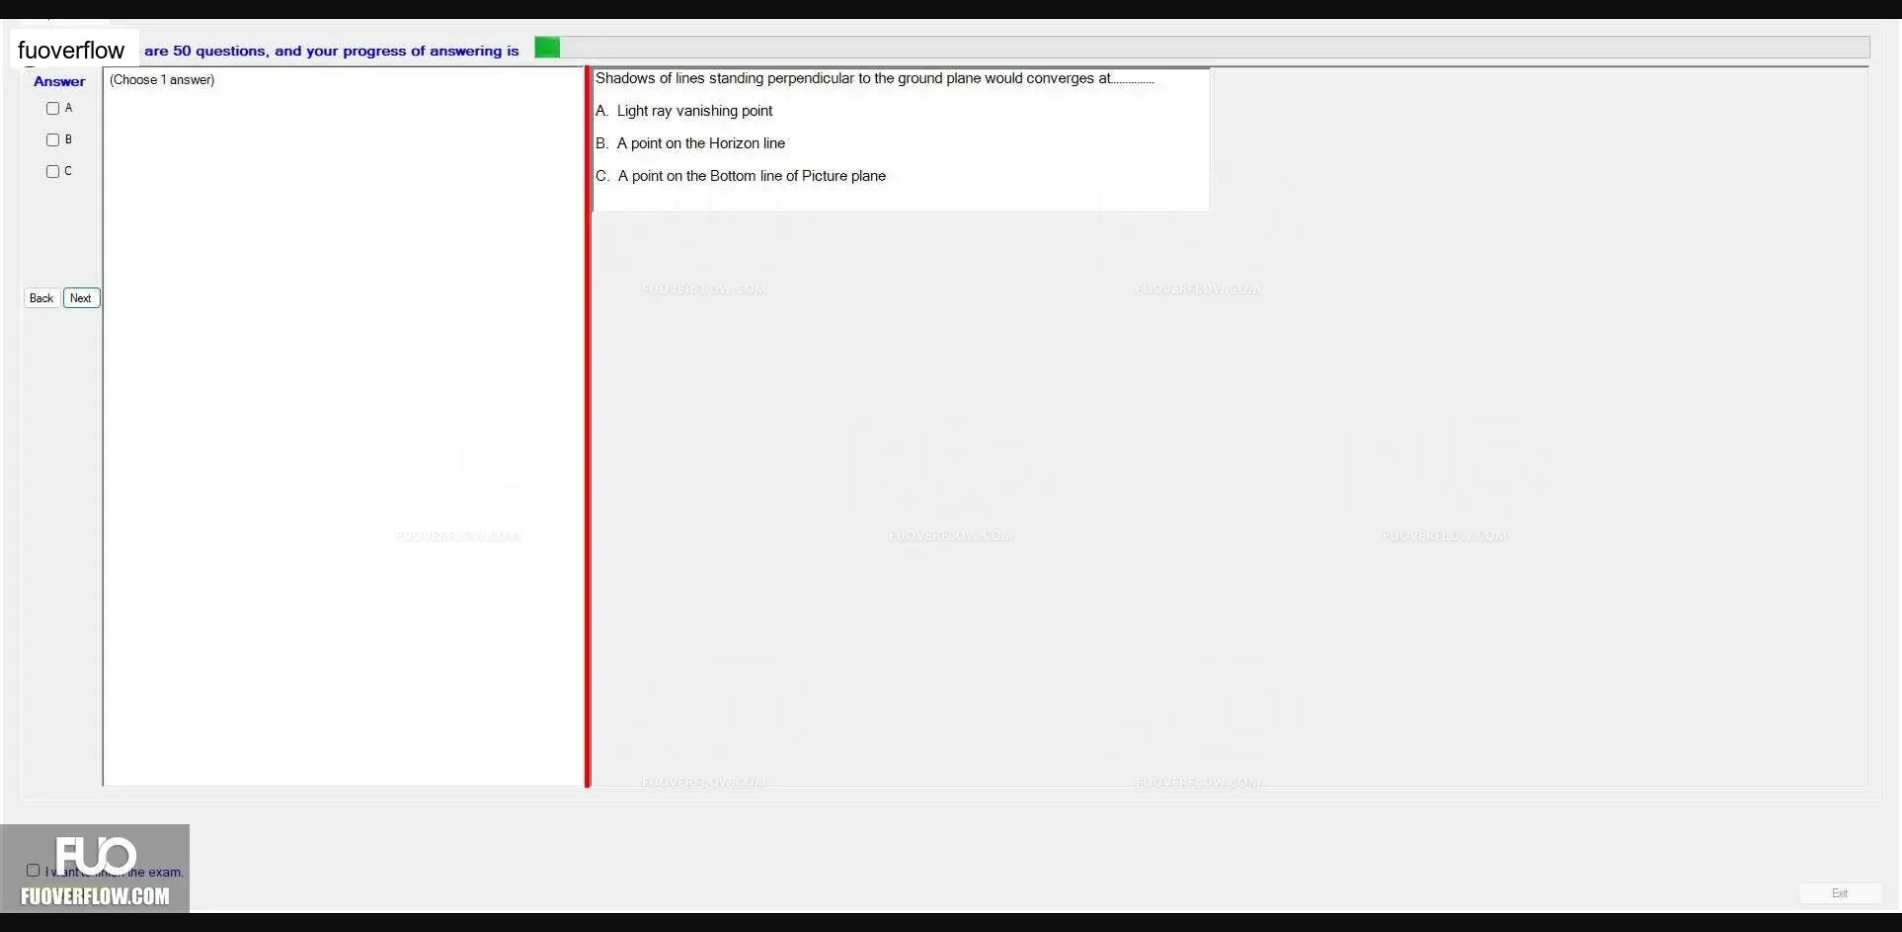 fuoverflow are 50 questions, and your progress of answering is
Answer
(Choose 1 answer)
A
B
C
Back Next
Shadows of lines standing perpendicular to the ground plane would converges at..............
A. Light ray vanishing point
B. A point on the Horizon line
C. A point on the Bottom line of Picture plane
FUOVERFLOW.COM FUOVERFLOW.COM
FUOVERFLOW.COM FUOVERFLOW.COM FUOVERFLOW.COM
FUOVERFLOW.COM FUOVERFLOW.COM
FUO
I want to finish the exam.
FUOVERFLOW.COM
Exit